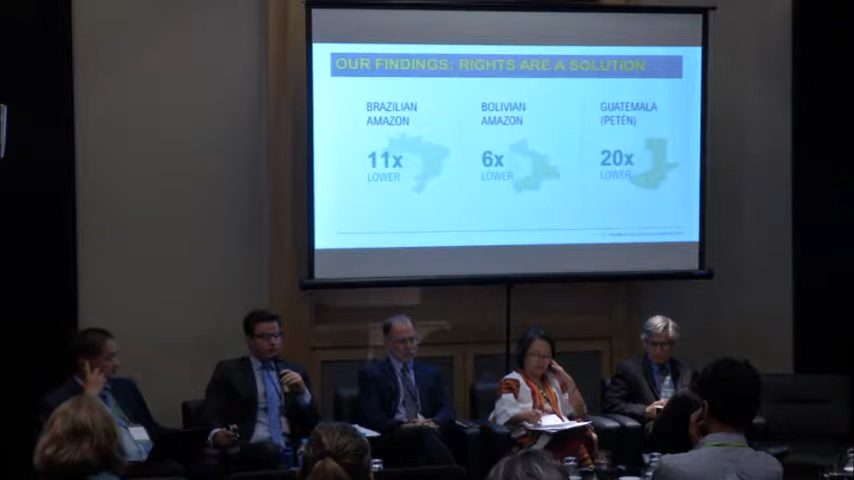 OUR FINDINGS: RIGHTS ARE A SOLUTION
BRAZILIAN
AMAZON
11x
LOWER
BOLIVIAN
AMAZON
6x
LOWER
GUATEMALA
(PETÉN)
20x
LOWER